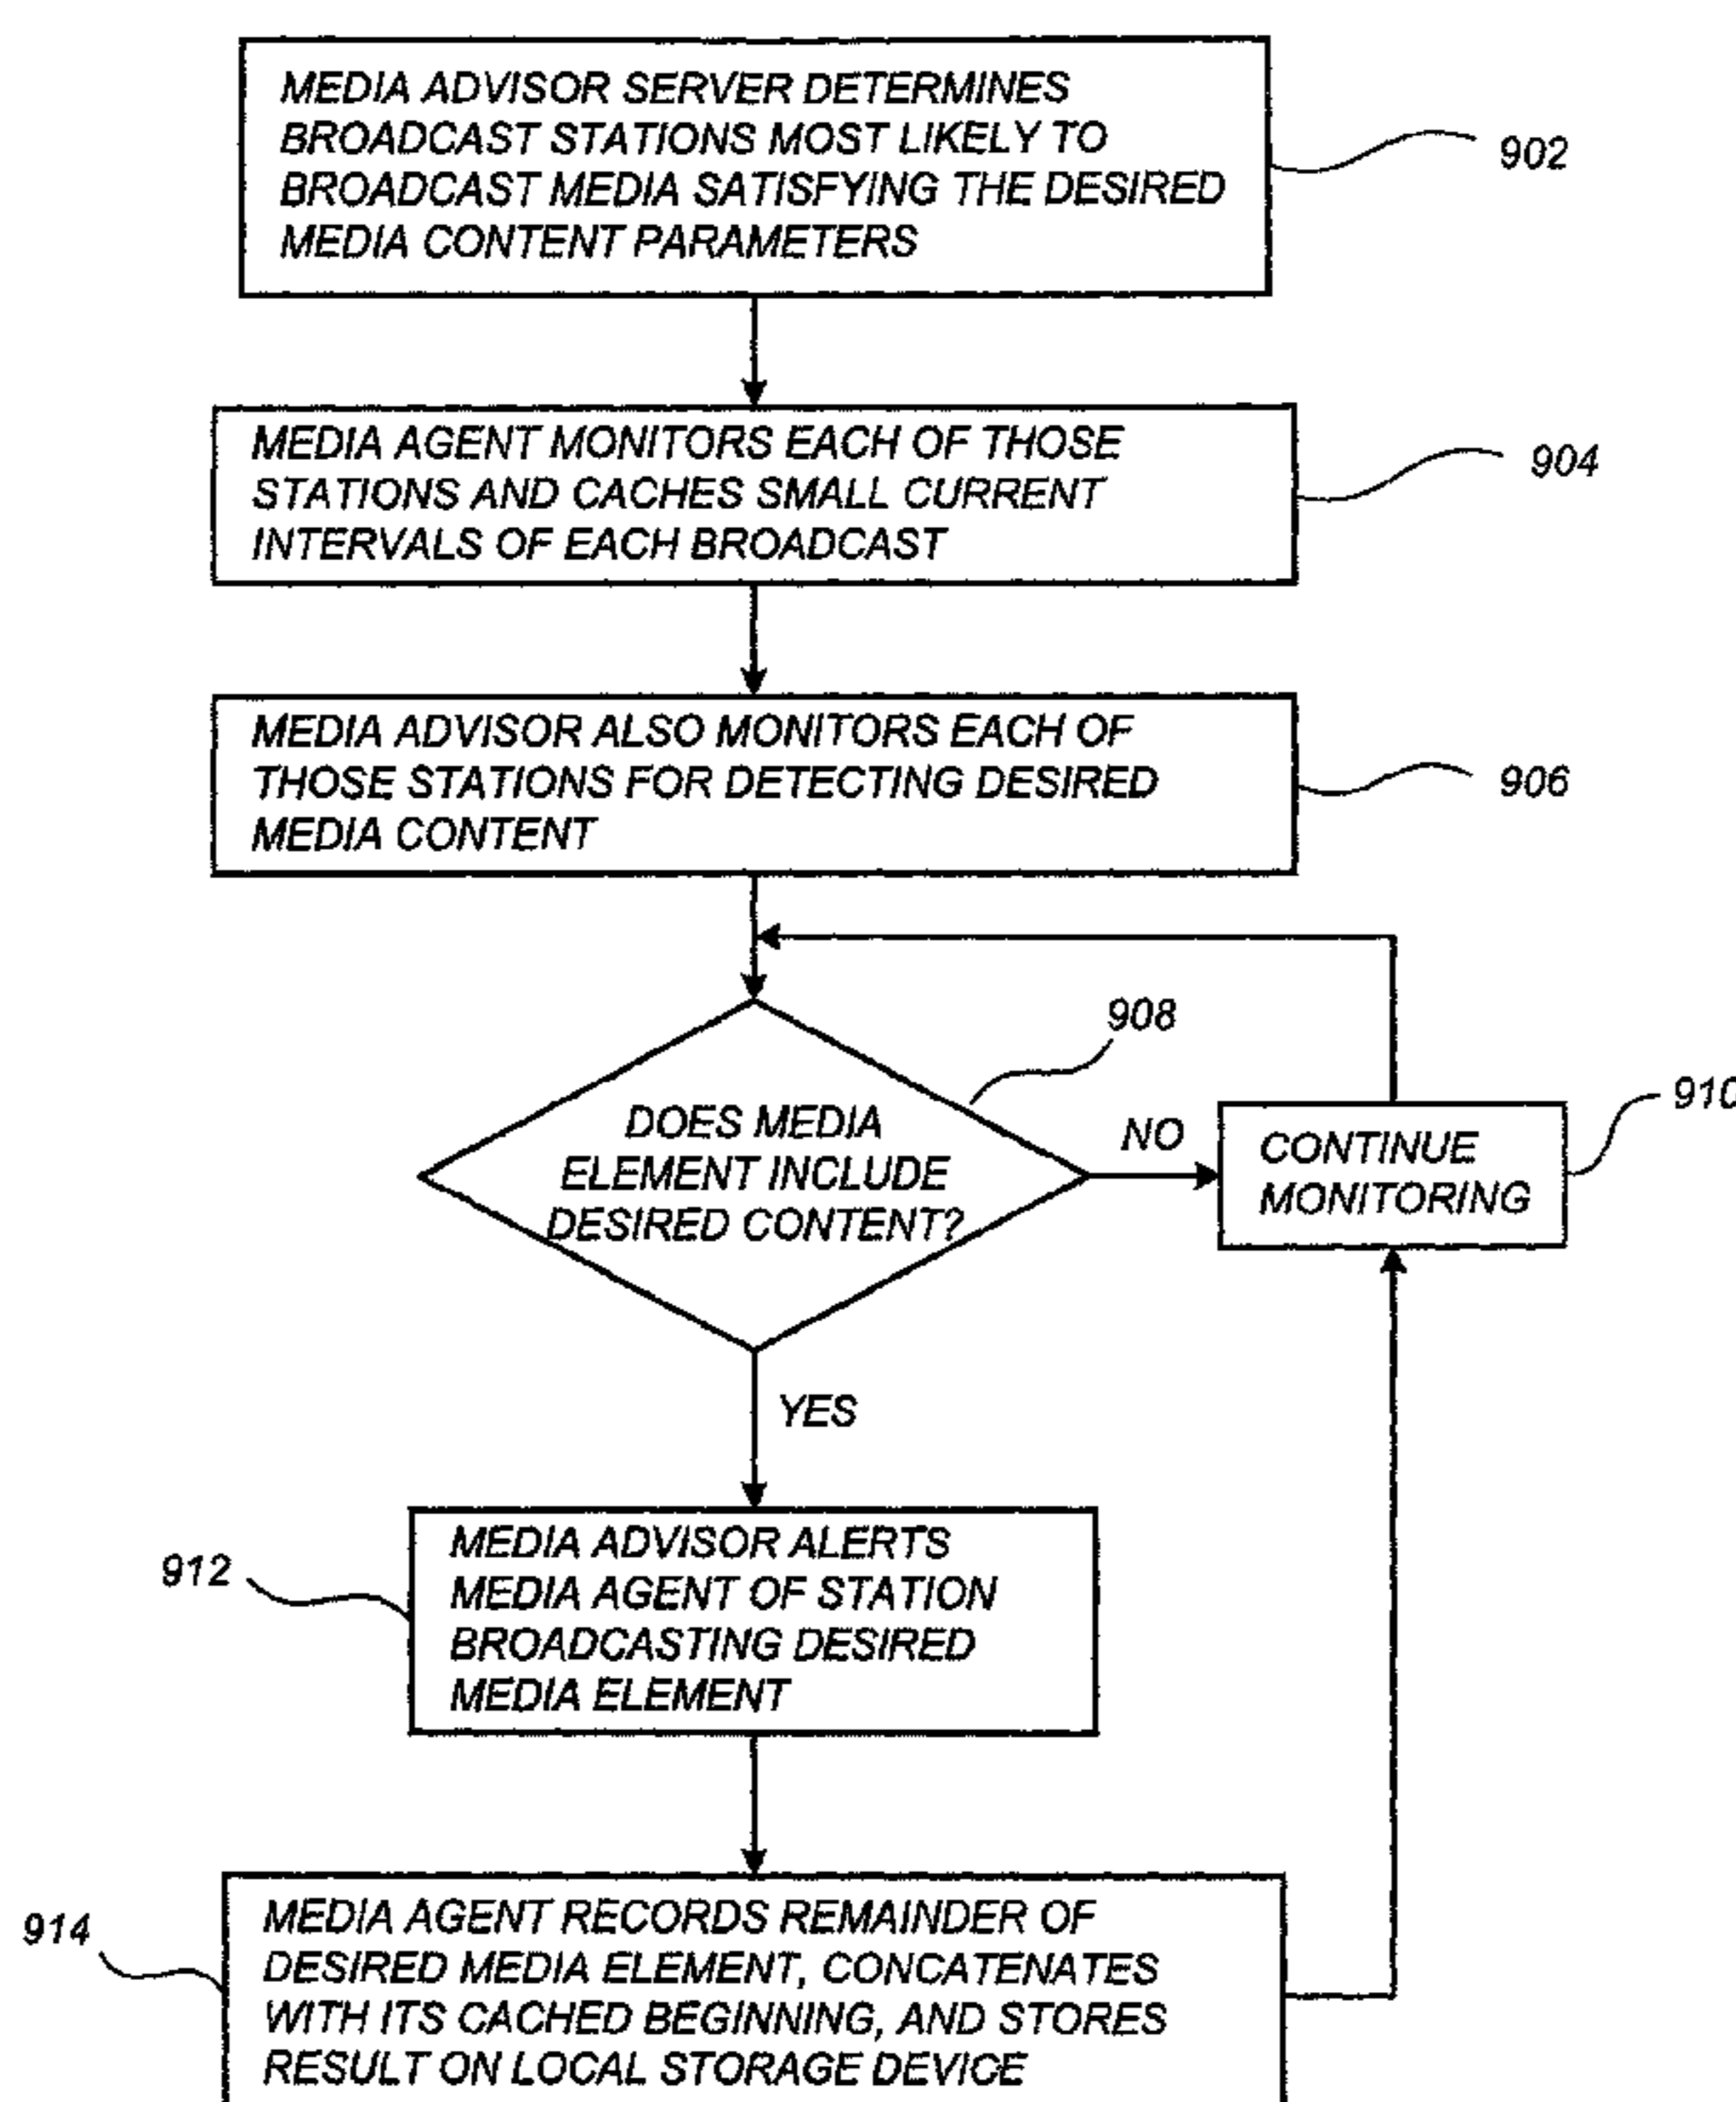 MEDIA ADVISOR SERVER DETERMINES
BROADCAST STATIONS MOST LIKELY TO
BROADCAST MEDIA SATISFYING THE DESIRED
MEDIA CONTENT PARAMETERS
902
MEDIA AGENT MONITORS EACH OF THOSE
STATIONS AND CACHES SMALL CURRENT
INTERVALS OF EACH BROADCAST
904
MEDIA ADVISOR ALSO MONITORS EACH OF
THOSE STATIONS FOR DETECTING DESIRED
MEDIA CONTENT
906
908
DOES MEDIA
ELEMENT INCLUDE
DESIRED CONTENT?
NO
CONTINUE
MONITORING
910
YES
912
MEDIA ADVISOR ALERTS
MEDIA AGENT OF STATION
BROADCASTING DESIRED
MEDIA ELEMENT
914
MEDIA AGENT RECORDS REMAINDER OF
DESIRED MEDIA ELEMENT, CONCATENATES
WITH ITS CACHED BEGINNING, AND STORES
RESULT ON LOCAL STORAGE DEVICE